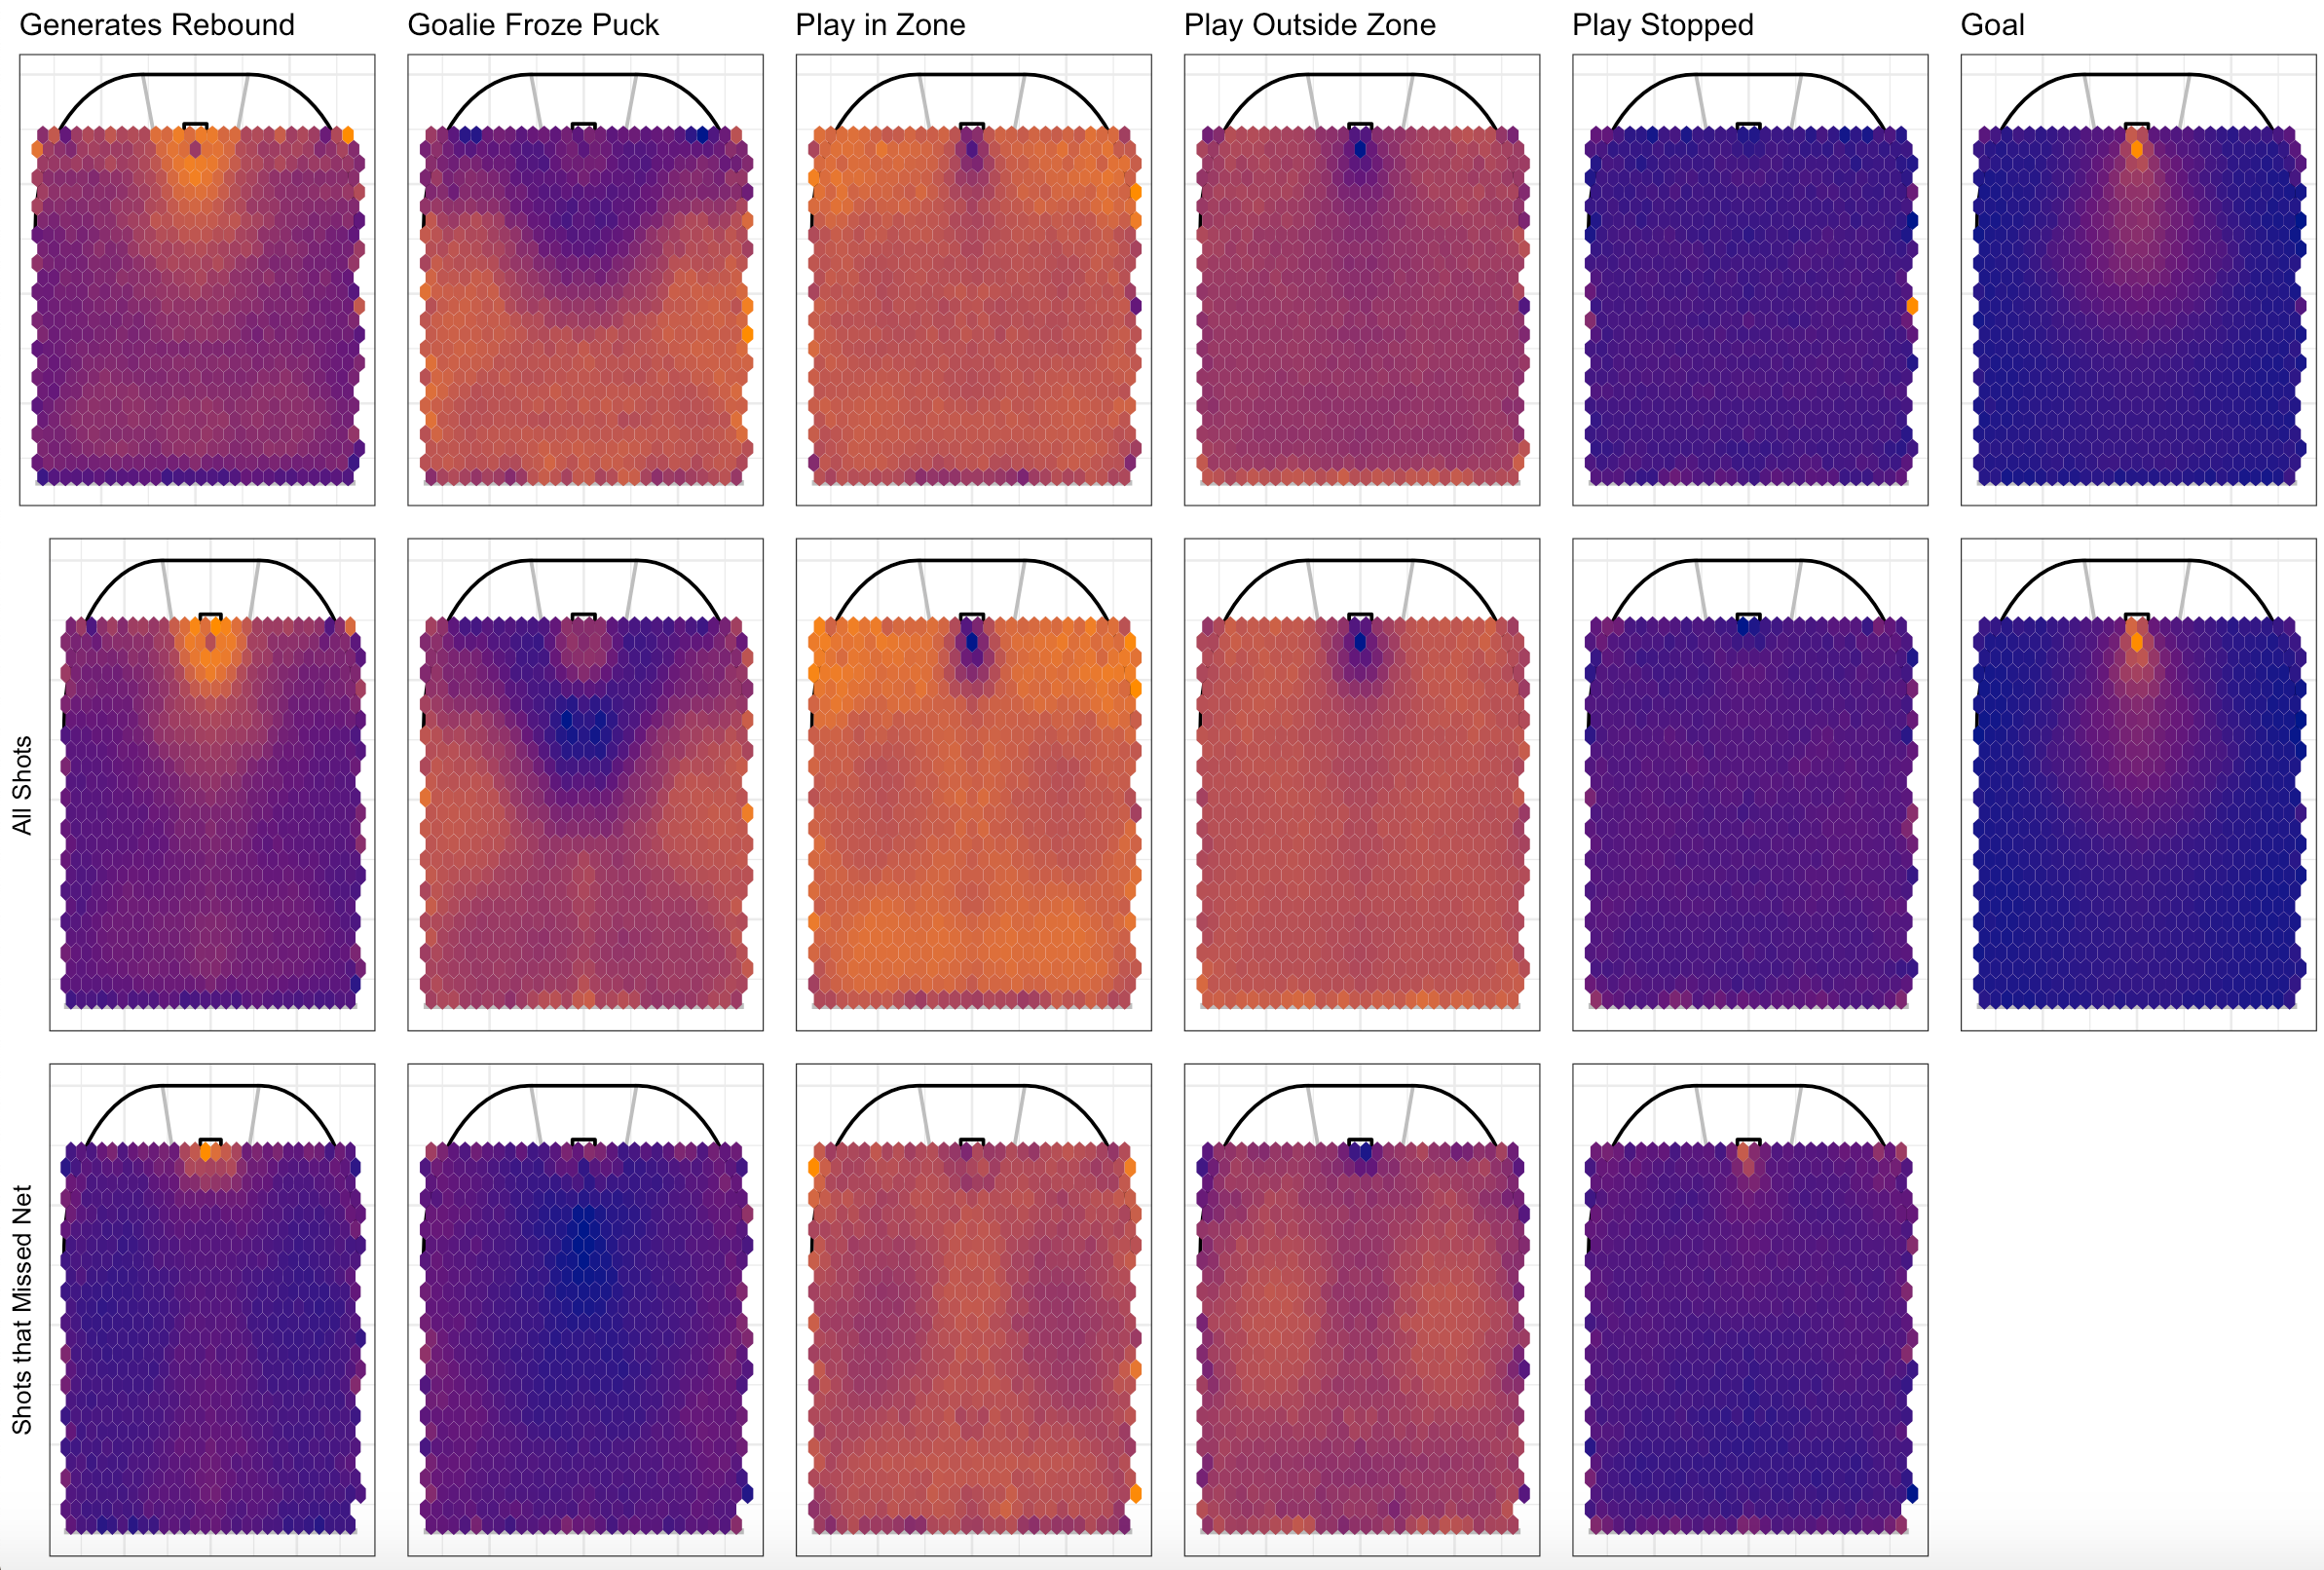 Generates Rebound
Goalie Froze Puck
Play in Zone
Play Outside Zone
Play Stopped
Goal
All Shots
Shots that Missed Net